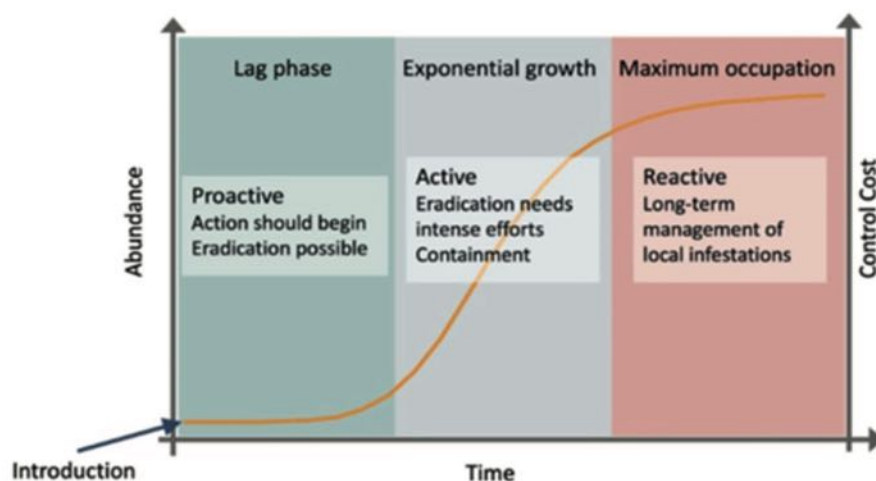 Lag phase
Exponential growth
Maximum occupation
Proactive
Action should begin
Eradication possible
Active
Eradication needs
intense efforts
Containment
Reactive
Long-term
management of
local infestations
Abundance
Control Cost
Introduction
Time